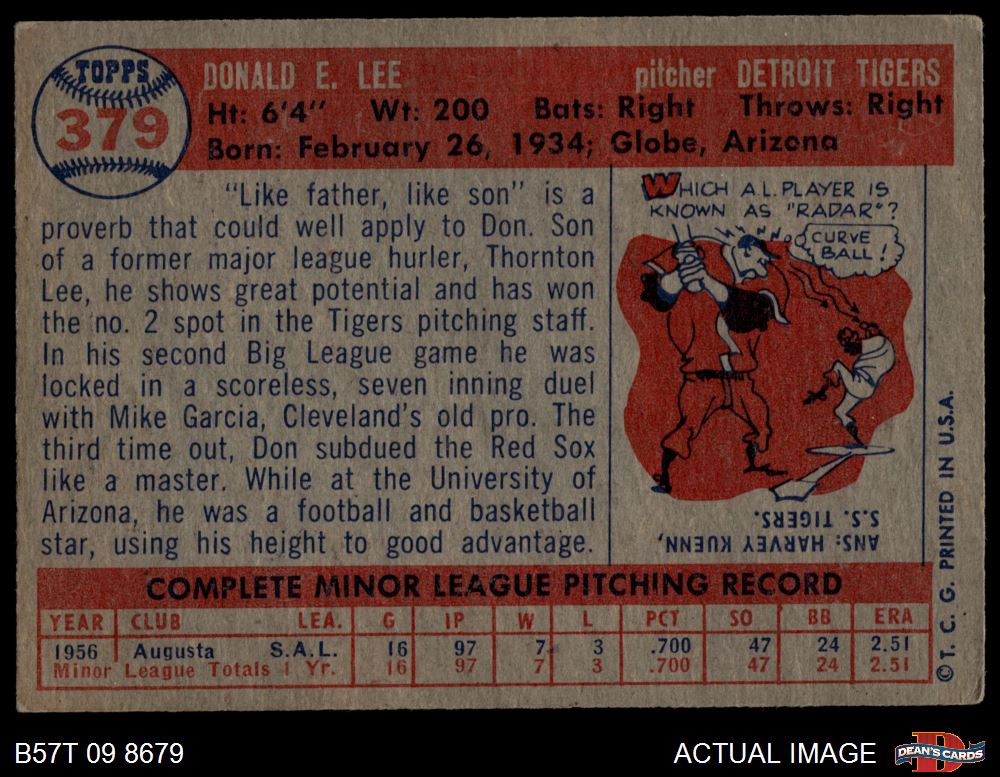 TOPPS
379
DONALD E. LEE pitcher DETROIT TIGERS
Ht: 6'4" Wt: 200 Bats: Right Throws: Right
Born: February 26, 1934; Globe, Arizona
"Like father, like son" is a
proverb that could well apply to Don. Son
of a former major league hurler, Thornton
Lee, he shows great potential and has won
the no. 2 spot in the Tigers pitching staff.
In his second Big League game he was
locked in a scoreless, seven inning duel
with Mike Garcia, Cleveland's old pro. The
third time out, Don subdued the Red Sox
like a master. While at the University of
Arizona, he was a football and basketball
star, using his height to good advantage.
WHICH A.L. PLAYER IS
KNOWN AS "RADAR"?
CURVE
BALL!
ANS: HARVEY KUENN,
S.S. TIGERS.
COMPLETE MINOR LEAGUE PITCHING RECORD
YEAR CLUB LEA. G IP W L PCT SO BB ERA
1956 Augusta S.A.L. 16 97 7 3 .700 47 24 2.51
Minor League Totals 1 Yr. 16 97 7 3 .700 47 24 2.51
© T. C. G. PRINTED IN U.S.A.
B57T 09 8679
ACTUAL IMAGE
D
DEAN'S CARDS